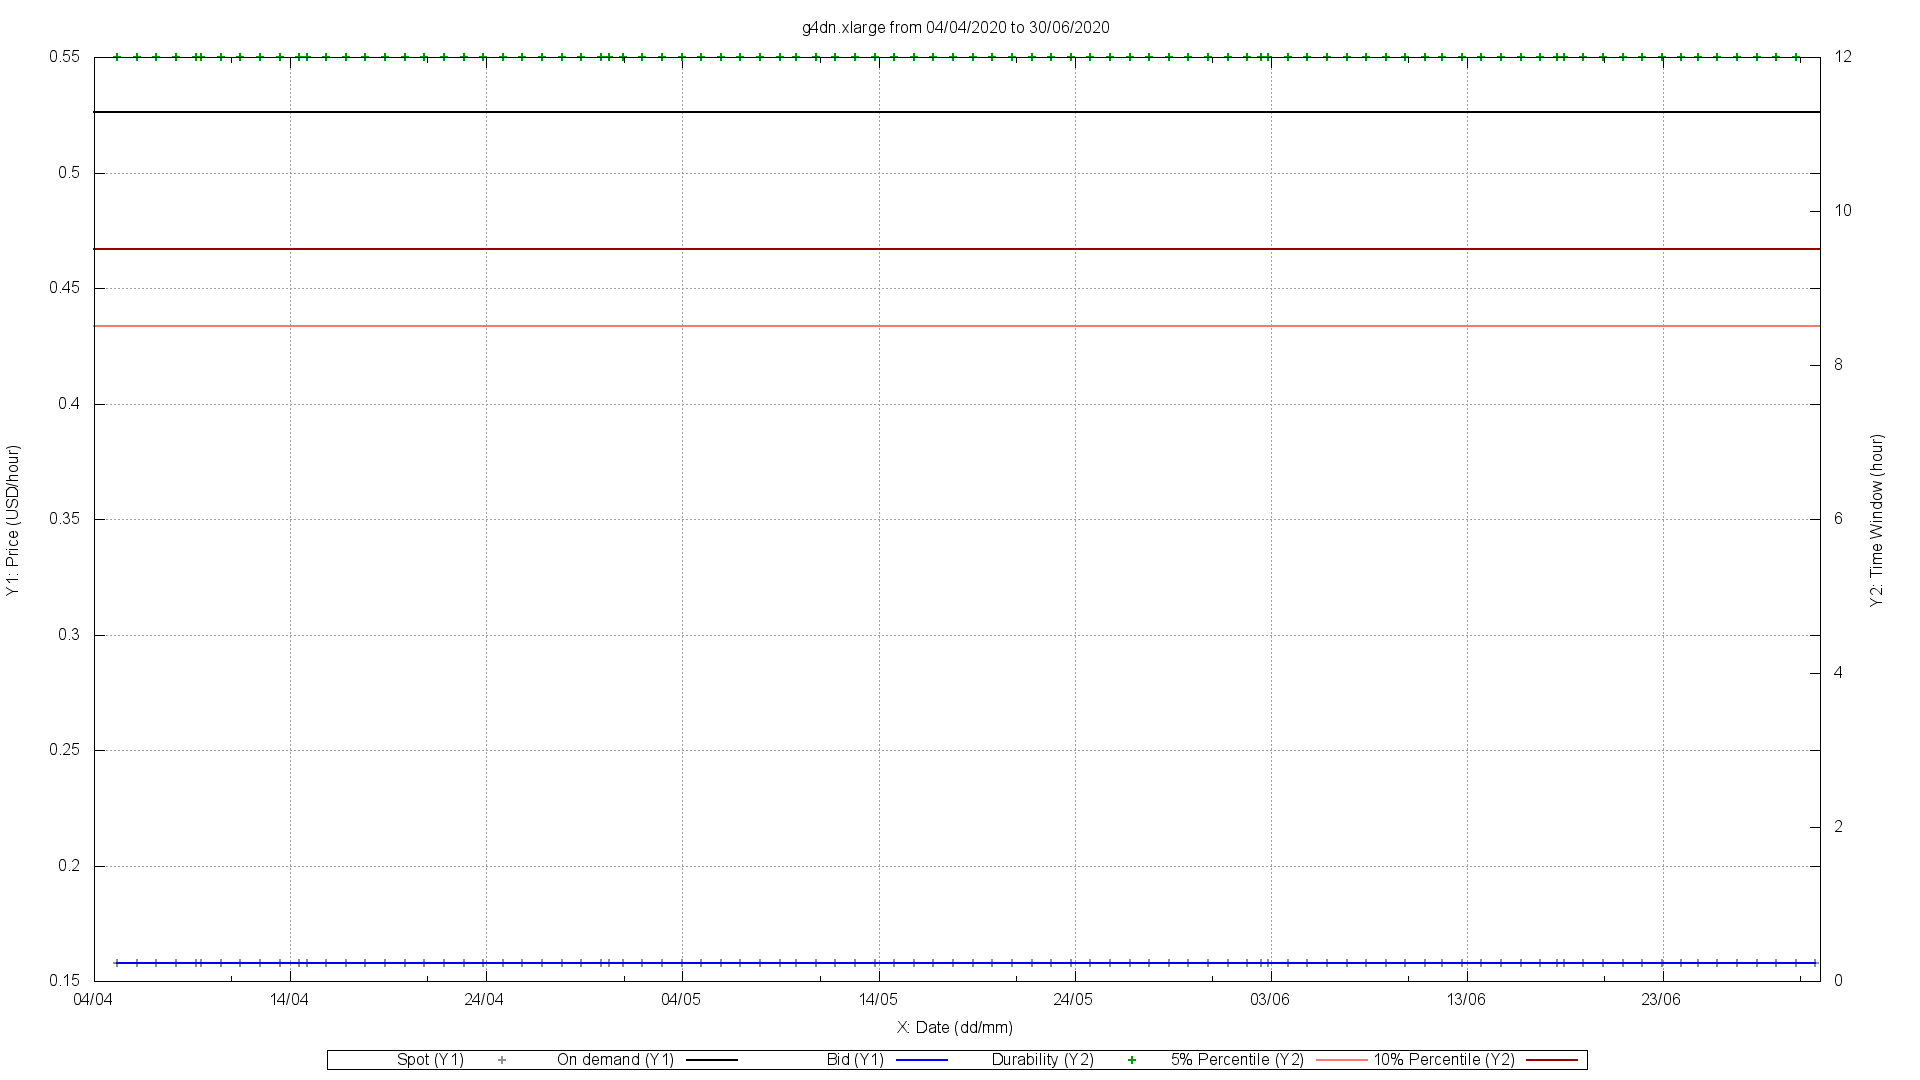 g4dn.xlarge from 04/04/2020 to 30/06/2020
0.55
0.5
0.45
0.4
0.35
0.3
0.25
0.2
0.15
Y1: Price (USD/hour)
12
10
8
6
4
2
0
Y2: Time Window (hour)
04/04 14/04 24/04 04/05 14/05 24/05 03/06 13/06 23/06
X: Date (dd/mm)
Spot (Y1) On demand (Y1) Bid (Y1) Durability (Y2) 5% Percentile (Y2) 10% Percentile (Y2)